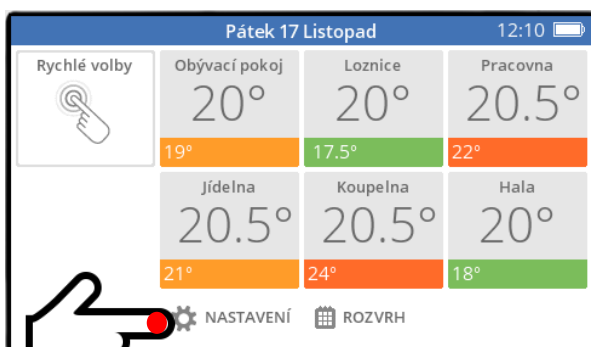 Pátek 17 Listopad
12:10
Rychlé volby
Obývací pokoj
20°
19°
Loznice
20°
17.5°
Pracovna
20.5°
22°
Jídelna
20.5°
21°
Koupelna
20.5°
24°
Hala
20°
18°
NASTAVENÍ
ROZVRH